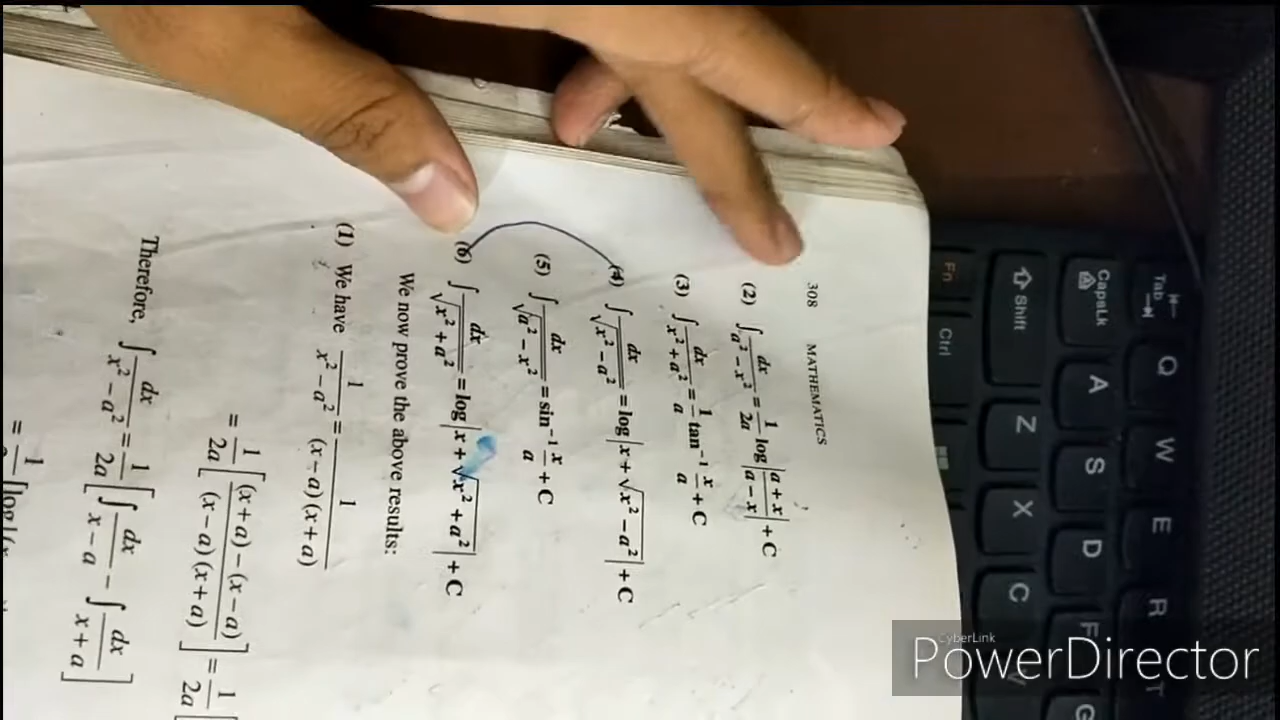 308 MATHEMATICS
(2) ∫ dx/(a² − x²) = 1/2a log |(a + x)/(a − x)| + C
(3) ∫ dx/(x² + a²) = 1/a tan⁻¹ x/a + C
(4) ∫ dx/√(x² − a²) = log |x + √(x² − a²)| + C
(5) ∫ dx/√(a² − x²) = sin⁻¹ x/a + C
(6) ∫ dx/√(x² + a²) = log |x + √(x² + a²)| + C
We now prove the above results:
(1) We have 1/(x² − a²) = 1/((x − a)(x + a))
= 1/2a [((x + a) − (x − a))/((x − a)(x + a))] = 1/2a [
Therefore, ∫ dx/(x² − a²) = 1/2a [∫ dx/(x − a) − ∫ dx/(x + a)]
Tab Q W E R T
CapsLk A S D F G
Shift Z X C V
Fn Ctrl
CyberLink
PowerDirector